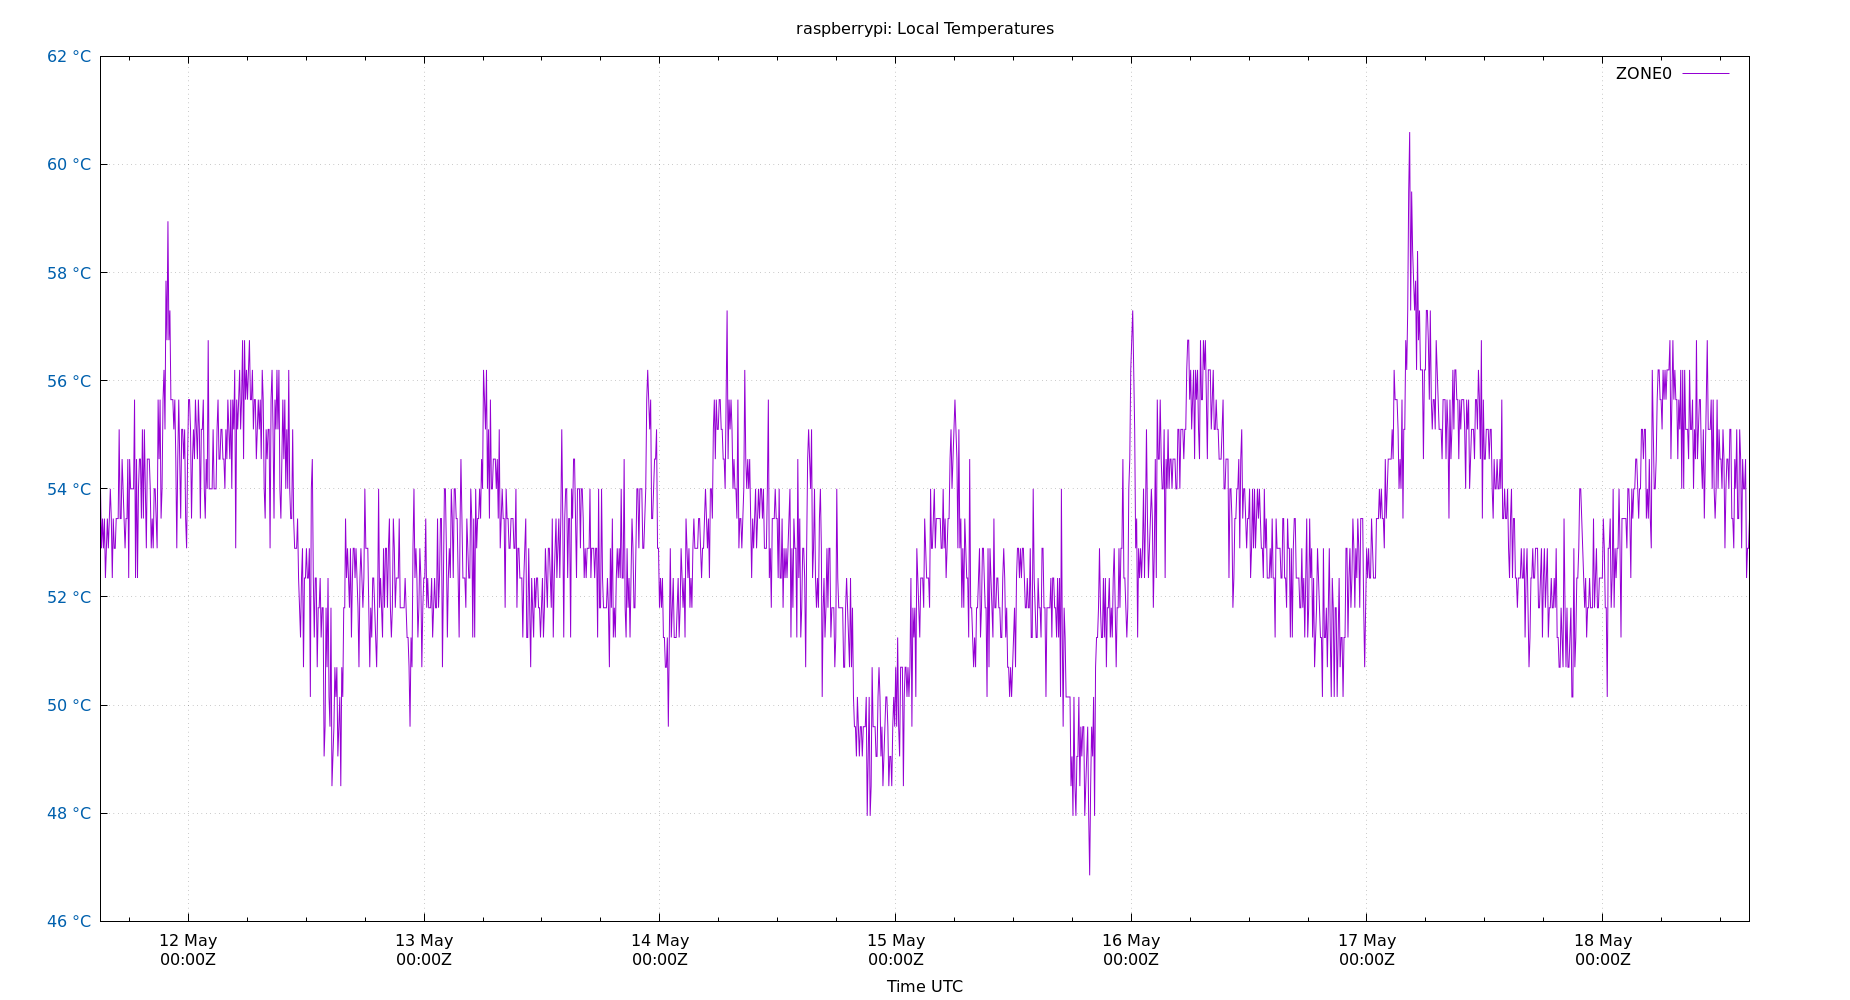 raspberrypi: Local Temperatures
62 °C
ZONE0
60 °C
58 °C
56 °C
54 °C
52 °C
50 °C
48 °C
46 °C
12 May 13 May 14 May 15 May 16 May 17 May 18 May
00:00Z 00:00Z 00:00Z 00:00Z 00:00Z 00:00Z 00:00Z
Time UTC